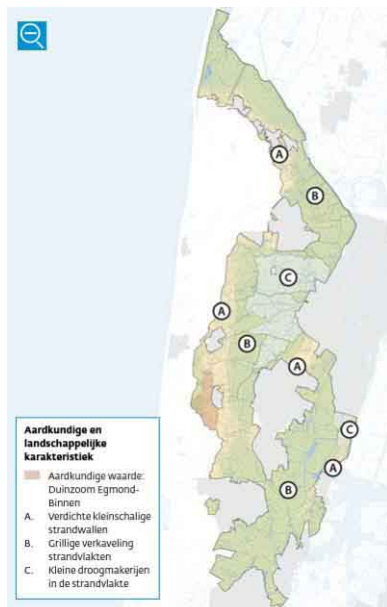 A
B
C
A
B
A
C
A
B
Aardkundige en
landschappelijke
karakteristiek
Aardkundige waarde:
Duinzoom Egmond-
Binnen
A. Verdichte kleinschalige
strandwallen
B. Grillige verkaveling
strandvlakten
C. Kleine droogmakerijen
in de strandvlakte